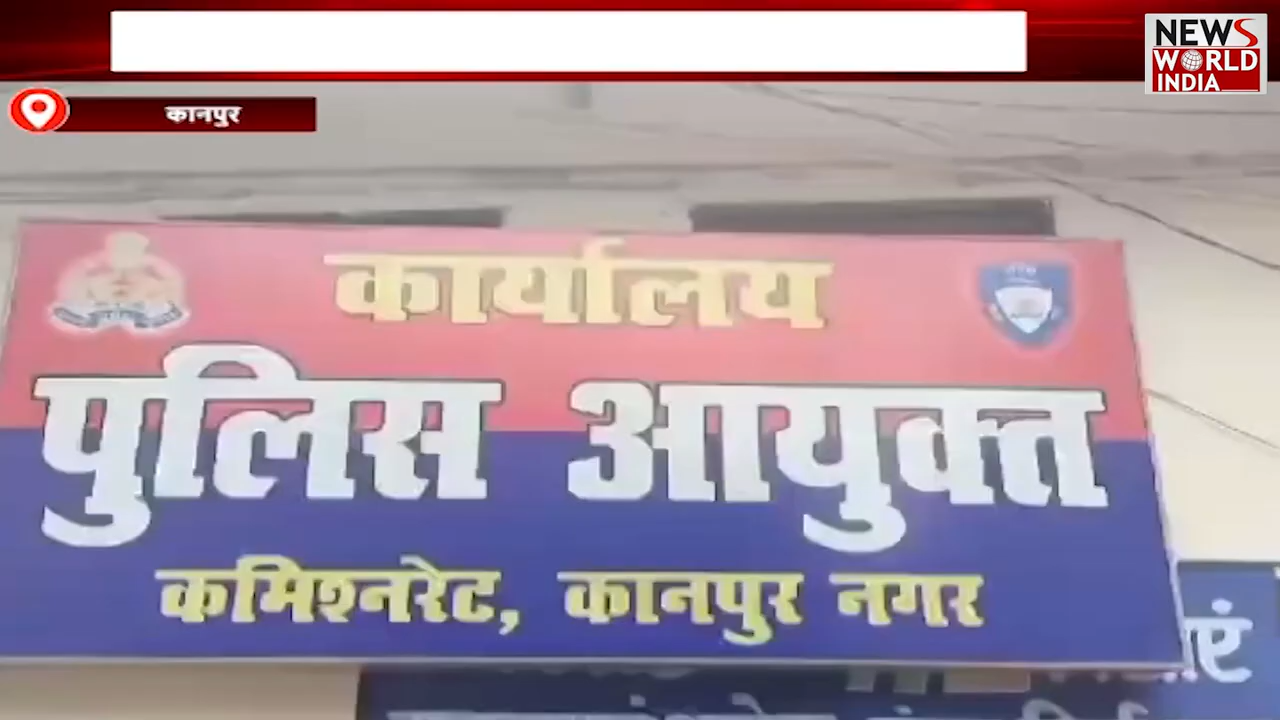 NEWS
WORLD
INDIA
कानपुर
कार्यालय
पुलिस आयुक्त
कमिश्नरेट, कानपुर नगर